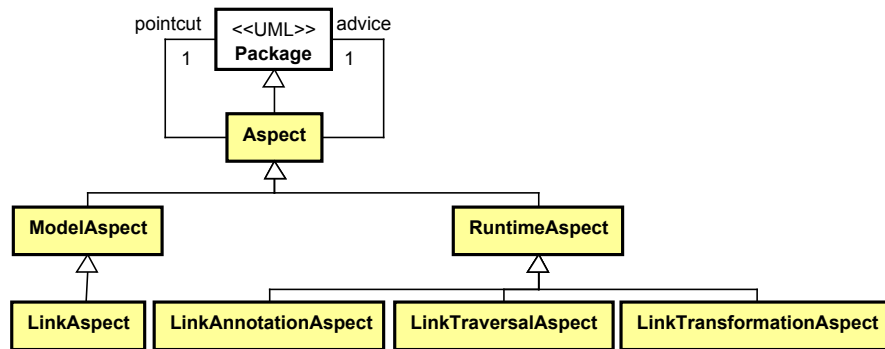 pointcut
<<UML>>
advice
1
Package
1
Aspect
ModelAspect
RuntimeAspect
LinkAspect
LinkAnnotationAspect
LinkTraversalAspect
LinkTransformationAspect